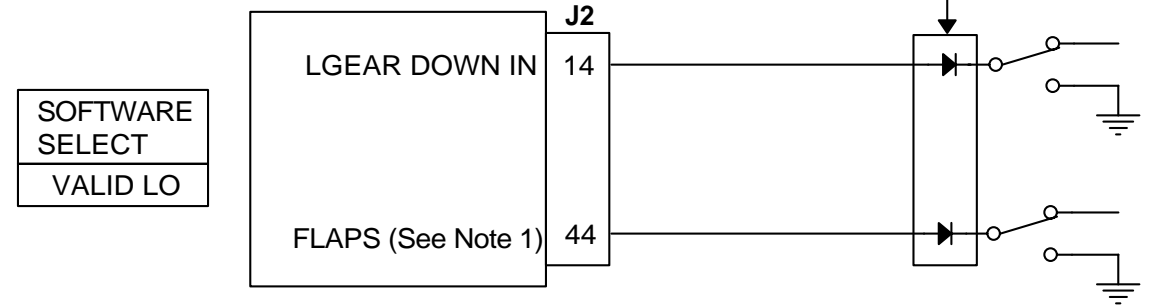 J2
LGEAR DOWN IN 14
SOFTWARE
SELECT
VALID LO
FLAPS (See Note 1) 44